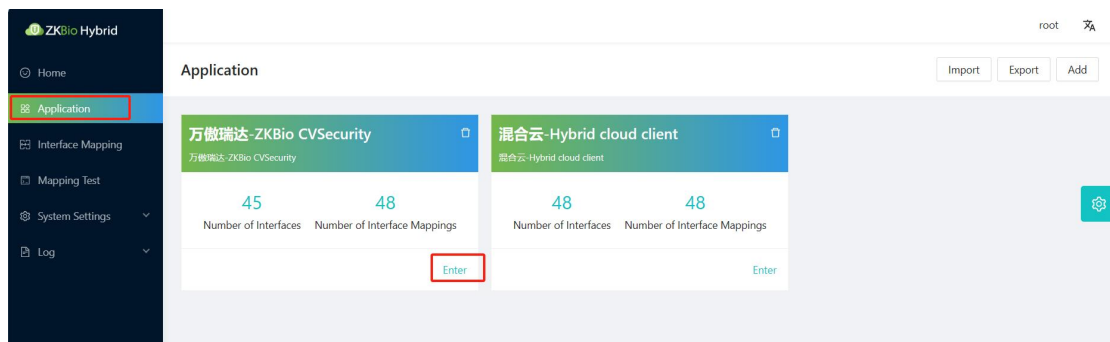 ZKBio Hybrid
root
Home
Application
Interface Mapping
Mapping Test
System Settings
Log
Application
Import
Export
Add
万傲瑞达-ZKBio CVSecurity
万傲瑞达-ZKBio CVSecurity
45
48
Number of Interfaces
Number of Interface Mappings
Enter
混合云-Hybrid cloud client
混合云-Hybrid cloud client
48
48
Number of Interfaces
Number of Interface Mappings
Enter